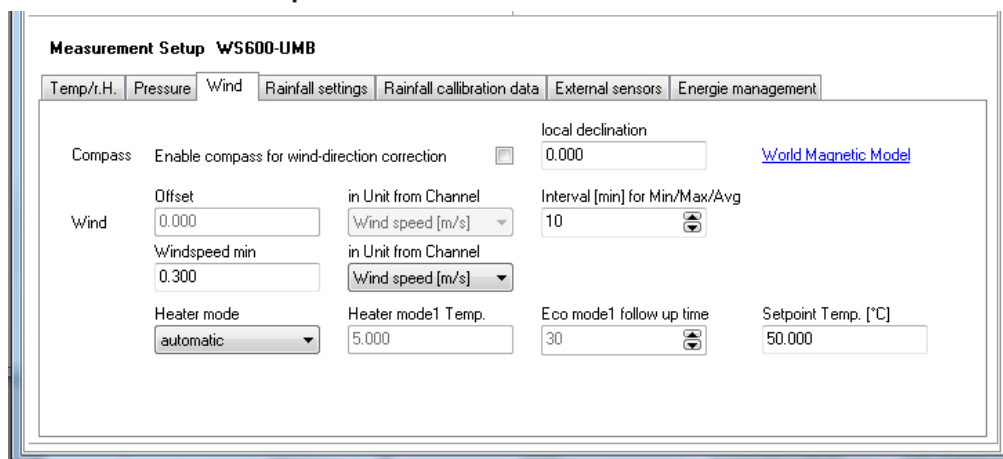 Measurement Setup WS600-UMB
Temp/r.H. Pressure Wind Rainfall settings Rainfall callibration data External sensors Energie management
local declination
Compass Enable compass for wind-direction correction 0.000 World Magnetic Model
Offset in Unit from Channel Interval [min] for Min/Max/Avg
Wind 0.000 Wind speed [m/s] 10
Windspeed min in Unit from Channel
0.300 Wind speed [m/s]
Heater mode Heater mode1 Temp. Eco mode1 follow up time Setpoint Temp. [°C]
automatic 5.000 30 50.000